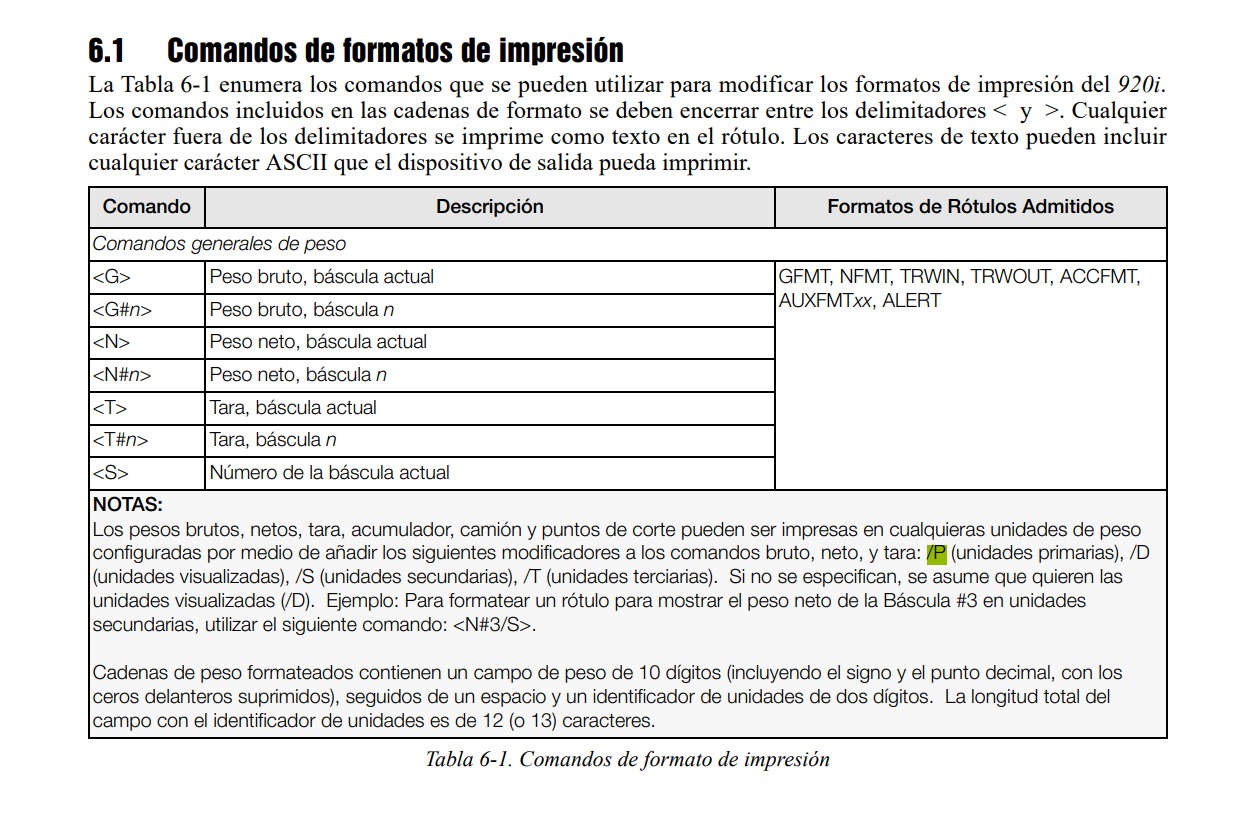 6.1 Comandos de formatos de impresión
La Tabla 6-1 enumera los comandos que se pueden utilizar para modificar los formatos de impresión del 920i.
Los comandos incluidos en las cadenas de formato se deben encerrar entre los delimitadores < y >. Cualquier
carácter fuera de los delimitadores se imprime como texto en el rótulo. Los caracteres de texto pueden incluir
cualquier carácter ASCII que el dispositivo de salida pueda imprimir.
Comando Descripción Formatos de Rótulos Admitidos
Comandos generales de peso
<G> Peso bruto, báscula actual GFMT, NFMT, TRWIN, TRWOUT, ACCFMT,
AUXFMTxx, ALERT
<G#n> Peso bruto, báscula n
<N> Peso neto, báscula actual
<N#n> Peso neto, báscula n
<T> Tara, báscula actual
<T#n> Tara, báscula n
<S> Número de la báscula actual
NOTAS:
Los pesos brutos, netos, tara, acumulador, camión y puntos de corte pueden ser impresas en cualquieras unidades de peso
configuradas por medio de añadir los siguientes modificadores a los comandos bruto, neto, y tara: /P (unidades primarias), /D
(unidades visualizadas), /S (unidades secundarias), /T (unidades terciarias). Si no se especifican, se asume que quieren las
unidades visualizadas (/D). Ejemplo: Para formatear un rótulo para mostrar el peso neto de la Báscula #3 en unidades
secundarias, utilizar el siguiente comando: <N#3/S>.
Cadenas de peso formateados contienen un campo de peso de 10 dígitos (incluyendo el signo y el punto decimal, con los
ceros delanteros suprimidos), seguidos de un espacio y un identificador de unidades de dos dígitos. La longitud total del
campo con el identificador de unidades es de 12 (o 13) caracteres.
Tabla 6-1. Comandos de formato de impresión